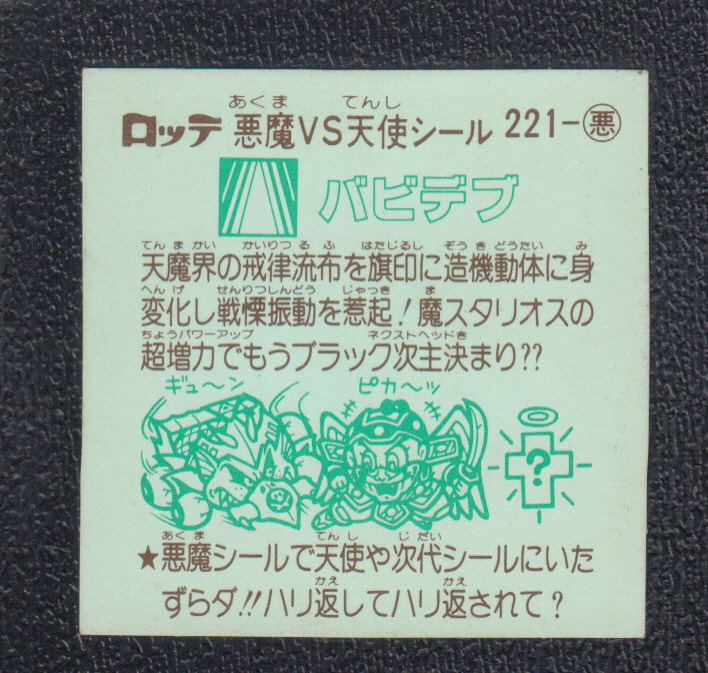 あくま てんし
ロッテ 悪魔VS天使シール 221-悪
バビデブ
てんまかい かいりつるふ はたじるし ぞうきどうたい み
天魔界の戒律流布を旗印に造機動体に身
へんげ せんりつしんどう じゃっき ま
変化し戦慄振動を惹起!魔スタリオスの
ちょうパワーアップ ネクストヘッドき
超増力でもうブラック次主決まり??
ギュ〜ン ピカ〜ッ
?
あくま てんし じだい
★悪魔シールで天使や次代シールにいた
かえ かえ
ずらダ!!ハリ返してハリ返されて?